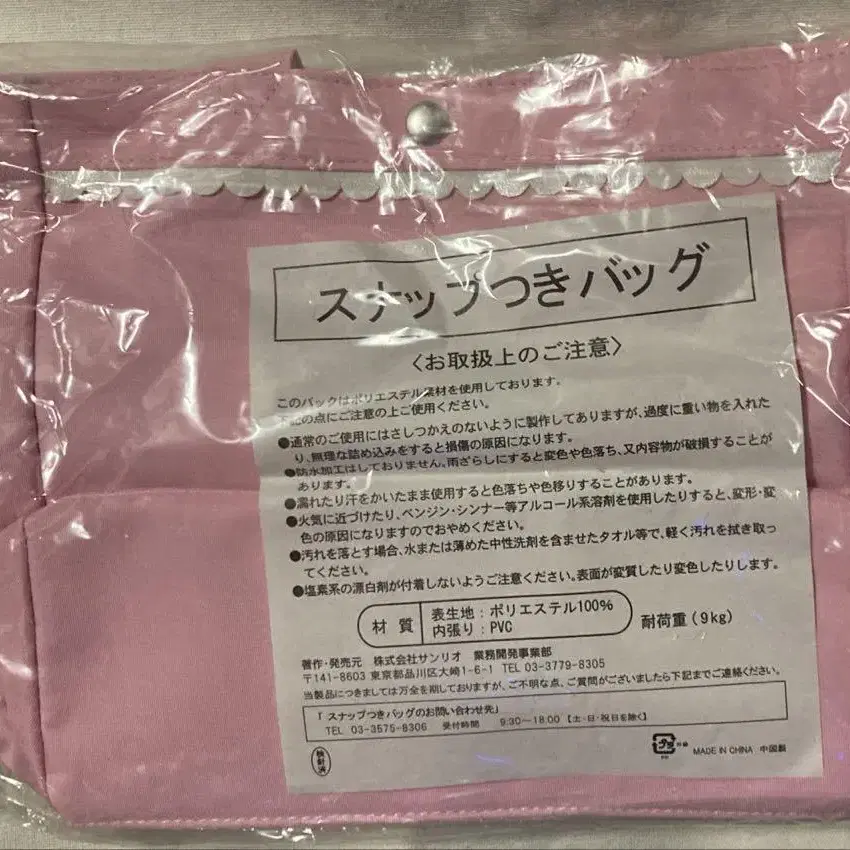 スナップつきバッグ
〈お取扱上のご注意〉
このバックはポリエステル素材を使用しております。
下記の点にご注意の上ご使用ください。
●通常のご使用にはさしつかえのないように製作してありますが、過度に重い物を入れた
り、無理な詰め込みをすると損傷の原因になります。
●防水加工はしておりません。雨ざらしにすると変色や色落ち、又内容物が破損することが
あります。
●濡れたり汗をかいたまま使用すると色落ちや色移りすることがあります。
●火気に近づけたり、ベンジン・シンナー等アルコール系溶剤を使用したりすると、変形・変
色の原因になりますのでおやめください。
●汚れを落とす場合、水または薄めた中性洗剤を含ませたタオル等で、軽く汚れを拭き取っ
てください。
●塩素系の漂白剤が付着しないようご注意ください。表面が変質したり変色したりします。
材質 表生地：ポリエステル100% 耐荷重（9kg）
内張り：PVC
著作・発売元 株式会社サンリオ 業務開発事業部
〒141-8603 東京都品川区大崎1-6-1 TEL 03-3779-8305
当製品につきましては万全を期しておりますが、ご不明な点、ご質問がございましたら下記までご連絡ください。
「スナップつきバッグのお問い合わせ先」
TEL 03-3575-8306 受付時間 9:30〜18:00【土・日・祝日を除く】
検針済
プラ
MADE IN CHINA 中国製